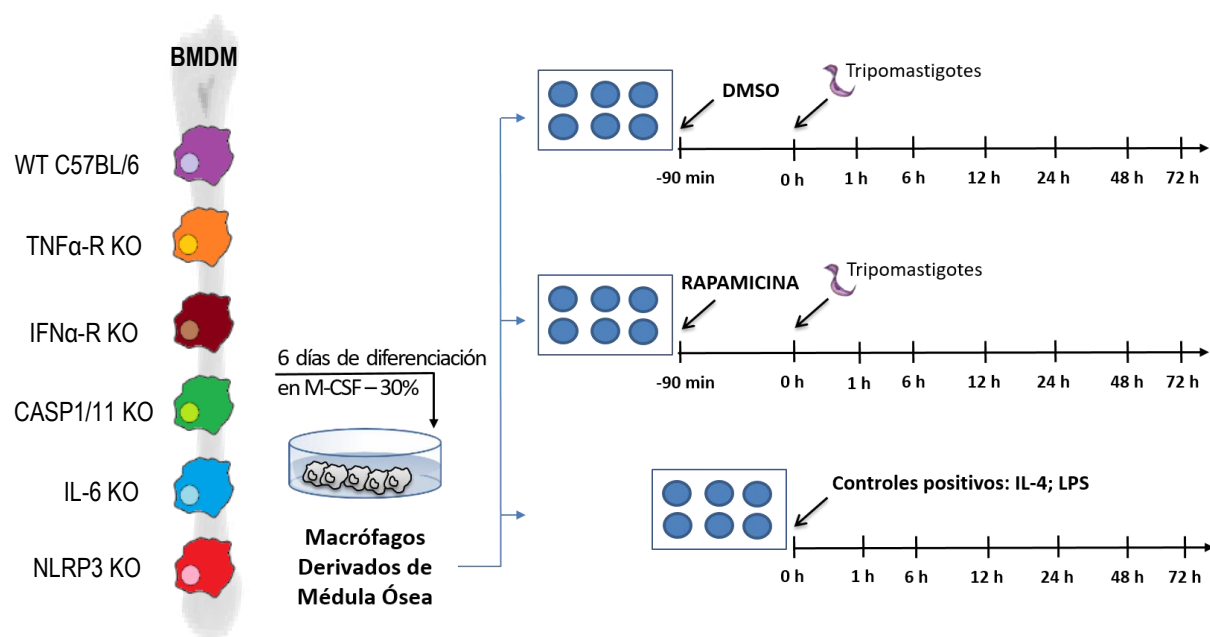 BMDM
WT C57BL/6
TNFα-R KO
IFNα-R KO
CASP1/11 KO
IL-6 KO
NLRP3 KO
6 días de diferenciación
en M-CSF – 30%
Macrófagos
Derivados de
Médula Ósea
DMSO
Tripomastigotes
-90 min 0 h 1 h 6 h 12 h 24 h 48 h 72 h
RAPAMICINA
Tripomastigotes
-90 min 0 h 1 h 6 h 12 h 24 h 48 h 72 h
Controles positivos: IL-4; LPS
0 h 1 h 6 h 12 h 24 h 48 h 72 h